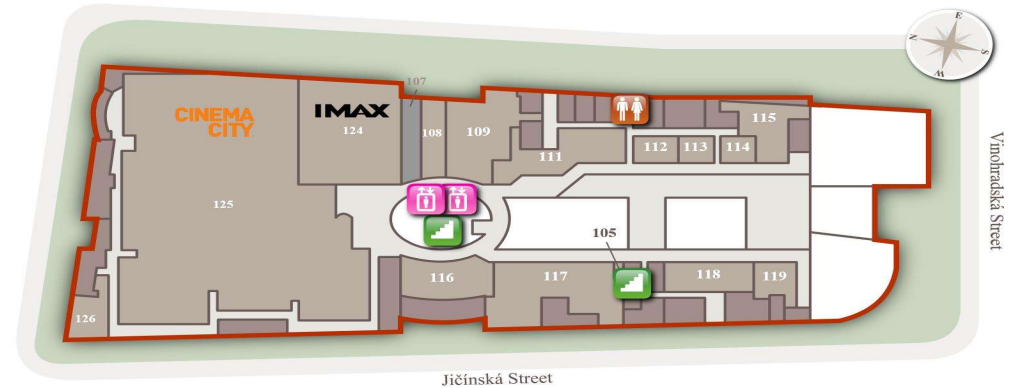 E
N
S
W
107
CINEMA
CITY
IMAX
124
108
109
115
111
112
113
114
125
105
116
117
118
119
126
Vinohradská Street
Jičínská Street